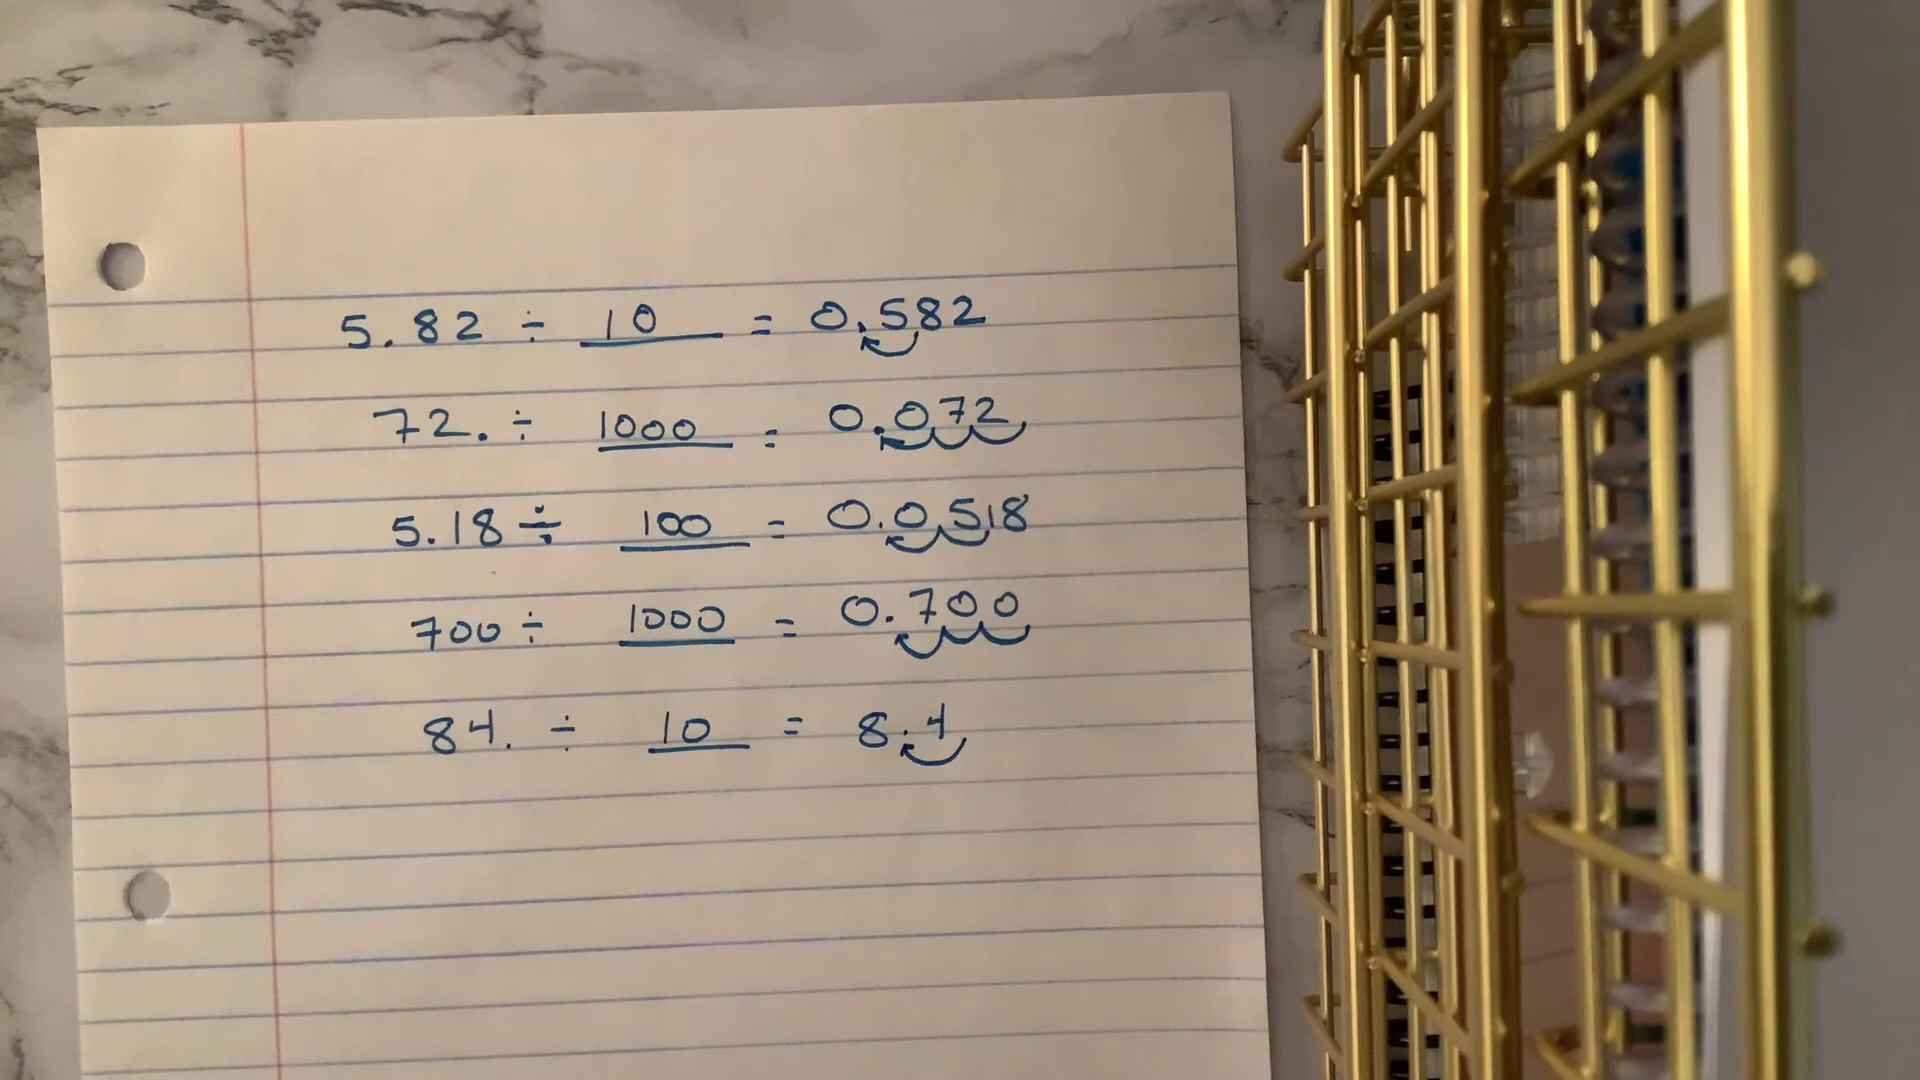 5.82 ÷ 10 = 0.582
72. ÷ 1000 = 0.072
5.18 ÷ 100 = 0.0518
700 ÷ 1000 = 0.700
84. ÷ 10 = 8.4